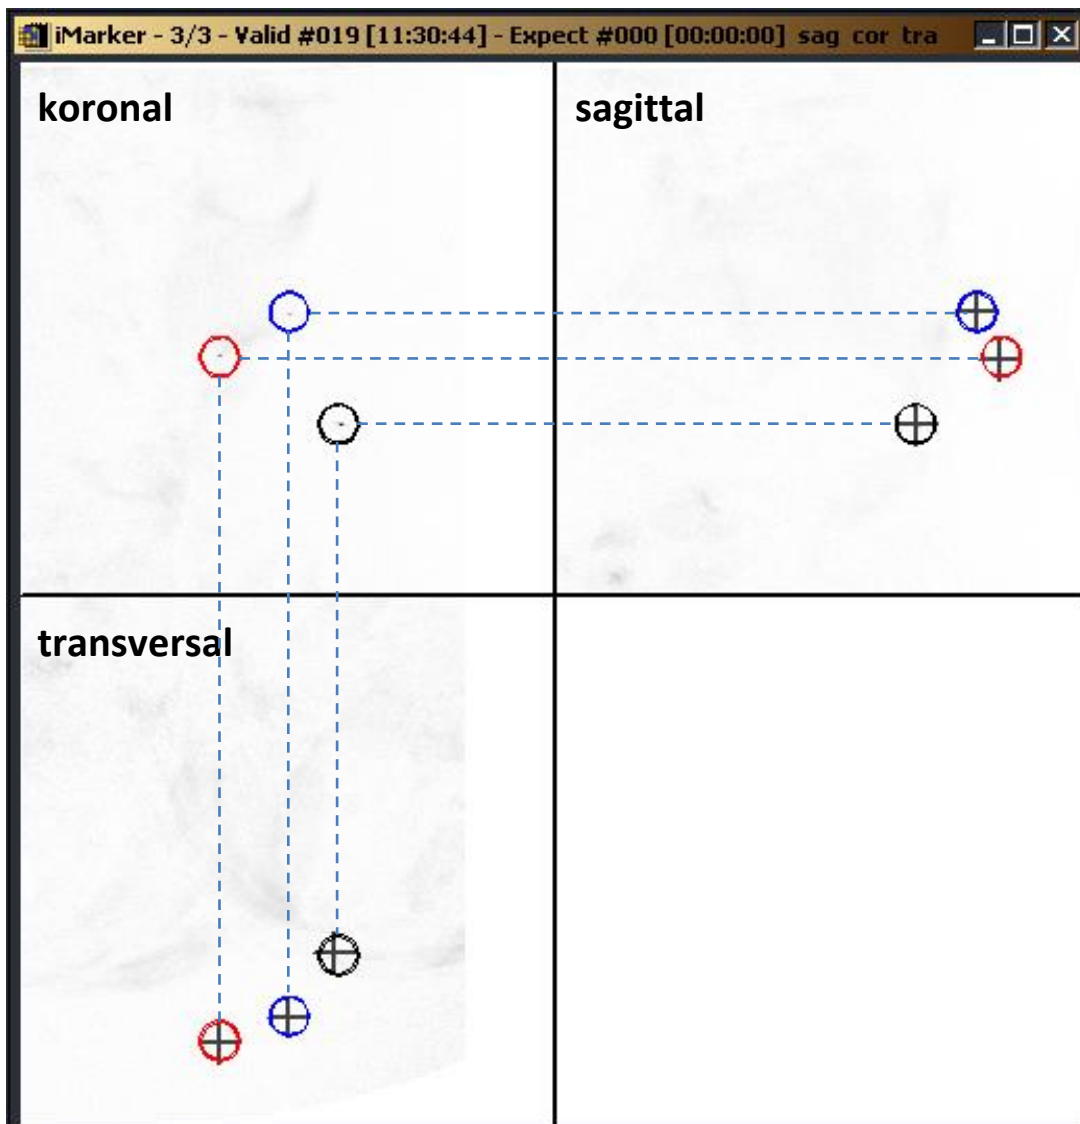 iMarker - 3/3 - Valid #019 [11:30:44] - Expect #000 [00:00:00] sag cor tra
koronal
sagittal
transversal